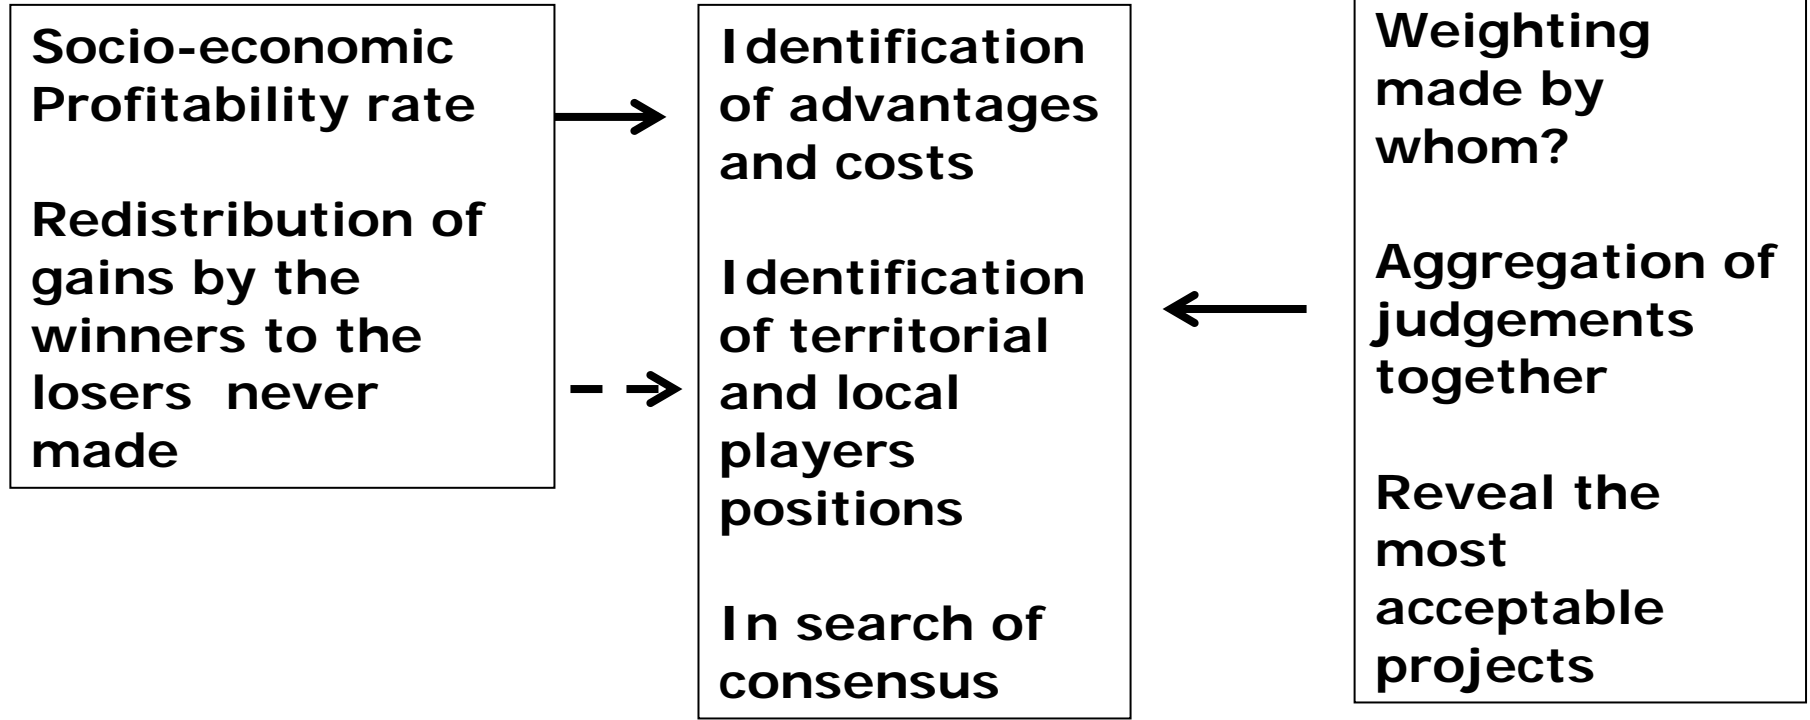 Socio-economic
Profitability rate
Redistribution of
gains by the
winners to the
losers never
made
Identification
of advantages
and costs
Identification
of territorial
and local
players
positions
In search of
consensus
Weighting
made by
whom?
Aggregation of
judgements
together
Reveal the
most
acceptable
projects